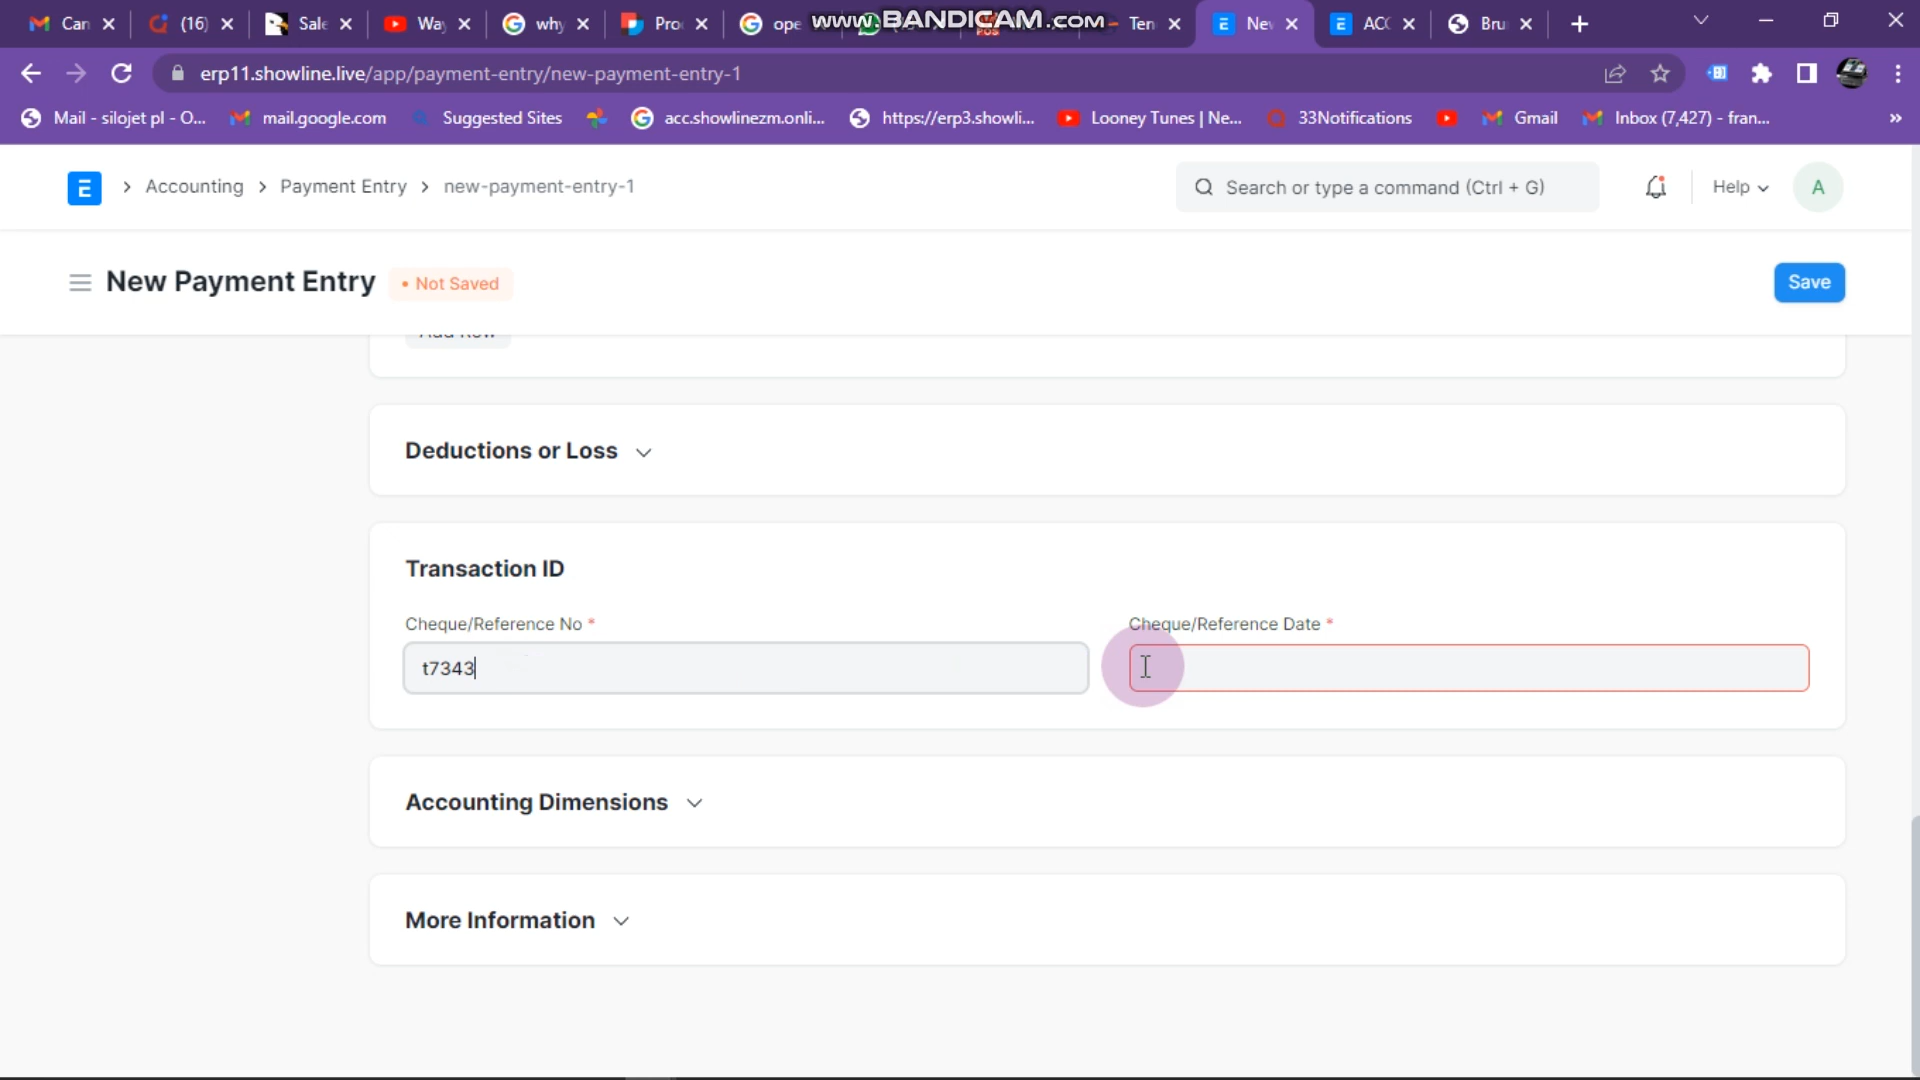 Can
(16)
Sale
Way
why
Pro
ope
www.BANDICAM.COM
Ten
New
ACC
Bru
erp11.showline.live/app/payment-entry/new-payment-entry-1
Mail - silojet pl - O...
mail.google.com
Suggested Sites
acc.showlinezm.onli...
https://erp3.showli...
Looney Tunes | Ne...
33Notifications
Gmail
Inbox (7,427) - fran...
»
E
Accounting
Payment Entry
new-payment-entry-1
Search or type a command (Ctrl + G)
Help
A
New Payment Entry
• Not Saved
Save
Add Row
Deductions or Loss
Transaction ID
Cheque/Reference No *
Cheque/Reference Date *
t7343
Accounting Dimensions
More Information